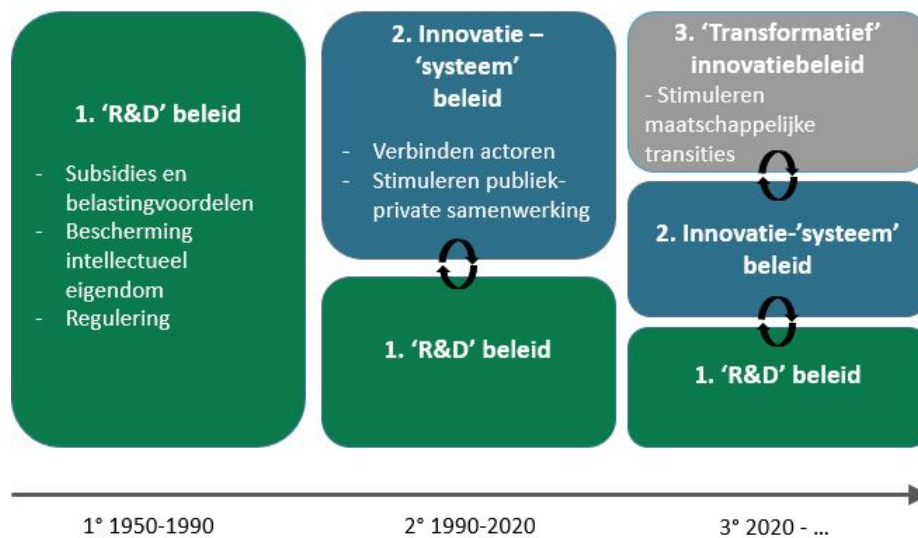 1. ‘R&D’ beleid
- Subsidies en
belastingvoordelen
- Bescherming
intellectueel
eigendom
- Regulering
2. Innovatie –
‘systeem’
beleid
- Verbinden actoren
- Stimuleren publiek-
private samenwerking
1. ‘R&D’ beleid
3. ‘Transformatief’
innovatiebeleid
- Stimuleren
maatschappelijke
transities
2. Innovatie-’systeem’
beleid
1. ‘R&D’ beleid
1° 1950-1990
2° 1990-2020
3° 2020 - ...